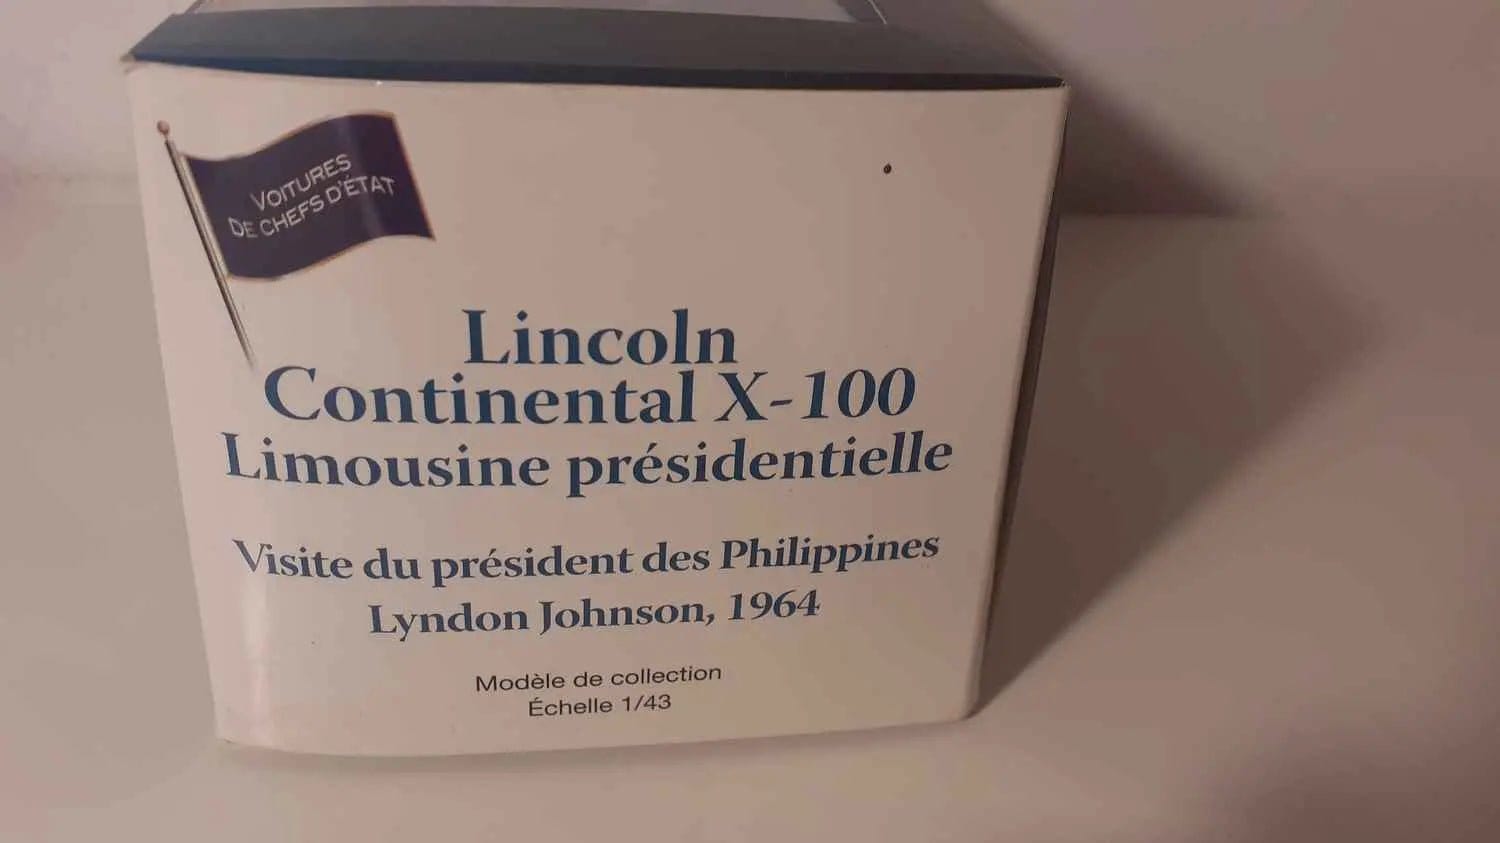 VOITURES
DE CHEFS D'ÉTAT
Lincoln
Continental X-100
Limousine présidentielle
Visite du président des Philippines
Lyndon Johnson, 1964
Modèle de collection
Échelle 1/43